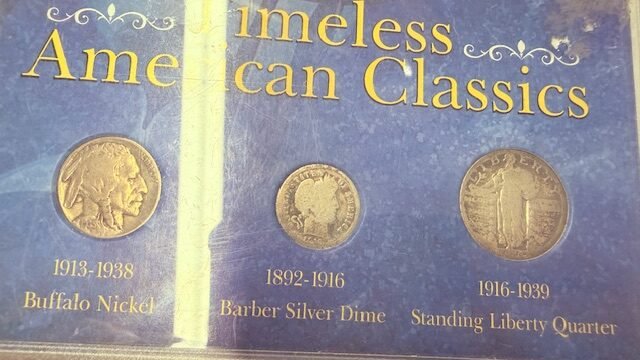 Timeless
American Classics
1913-1938
Buffalo Nickel
1892-1916
Barber Silver Dime
1916-1939
Standing Liberty Quarter